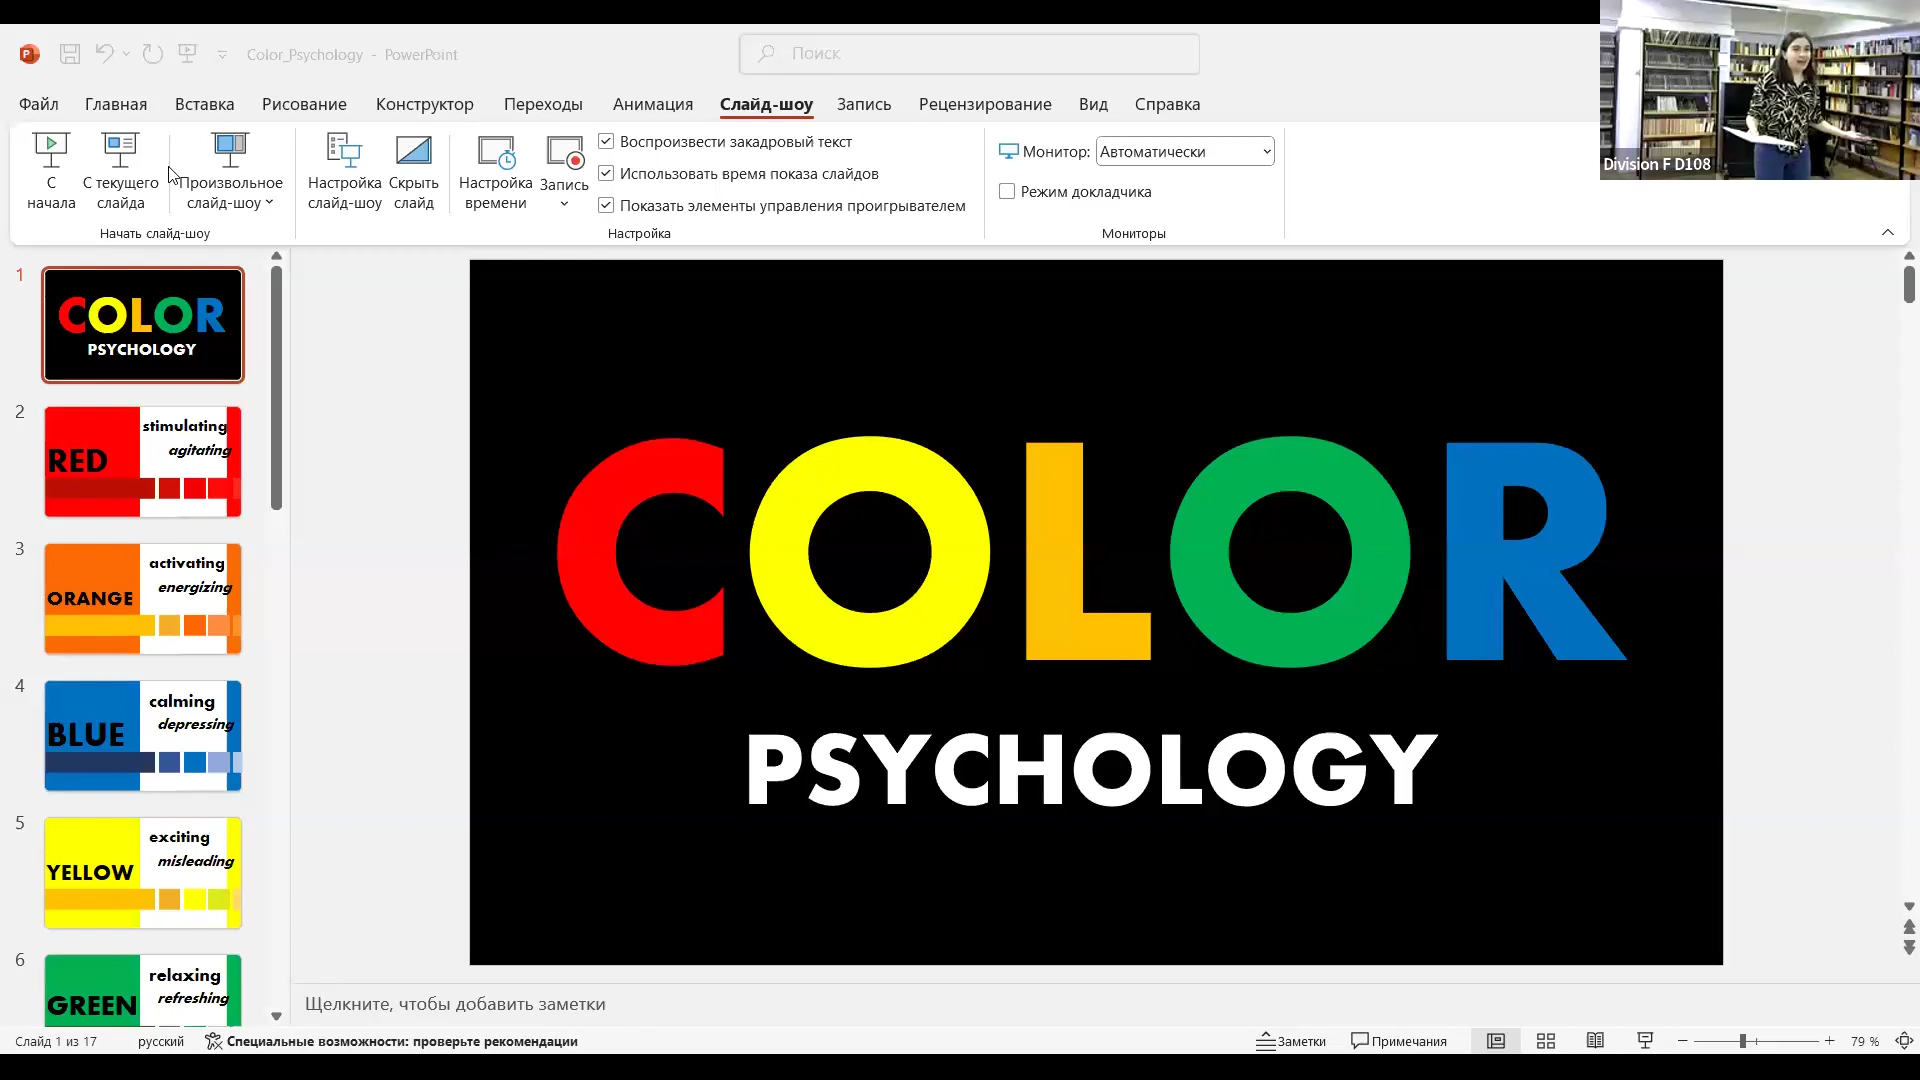 Color_Psychology - PowerPoint
Поиск
Файл Главная Вставка Рисование Конструктор Переходы Анимация Слайд-шоу Запись Рецензирование Вид Справка
С начала
С текущего слайда
Произвольное слайд-шоу
Начать слайд-шоу
Настройка слайд-шоу
Скрыть слайд
Настройка времени
Запись
Воспроизвести закадровый текст
Использовать время показа слайдов
Показать элементы управления проигрывателем
Настройка
Монитор: Автоматически
Режим докладчика
Мониторы
Division F D108
1
COLOR
PSYCHOLOGY
2
RED
stimulating
agitating
3
ORANGE
activating
energizing
4
BLUE
calming
depressing
5
YELLOW
exciting
misleading
6
GREEN
relaxing
refreshing
COLOR
PSYCHOLOGY
Щелкните, чтобы добавить заметки
Слайд 1 из 17 русский Специальные возможности: проверьте рекомендации Заметки Примечания 79 %